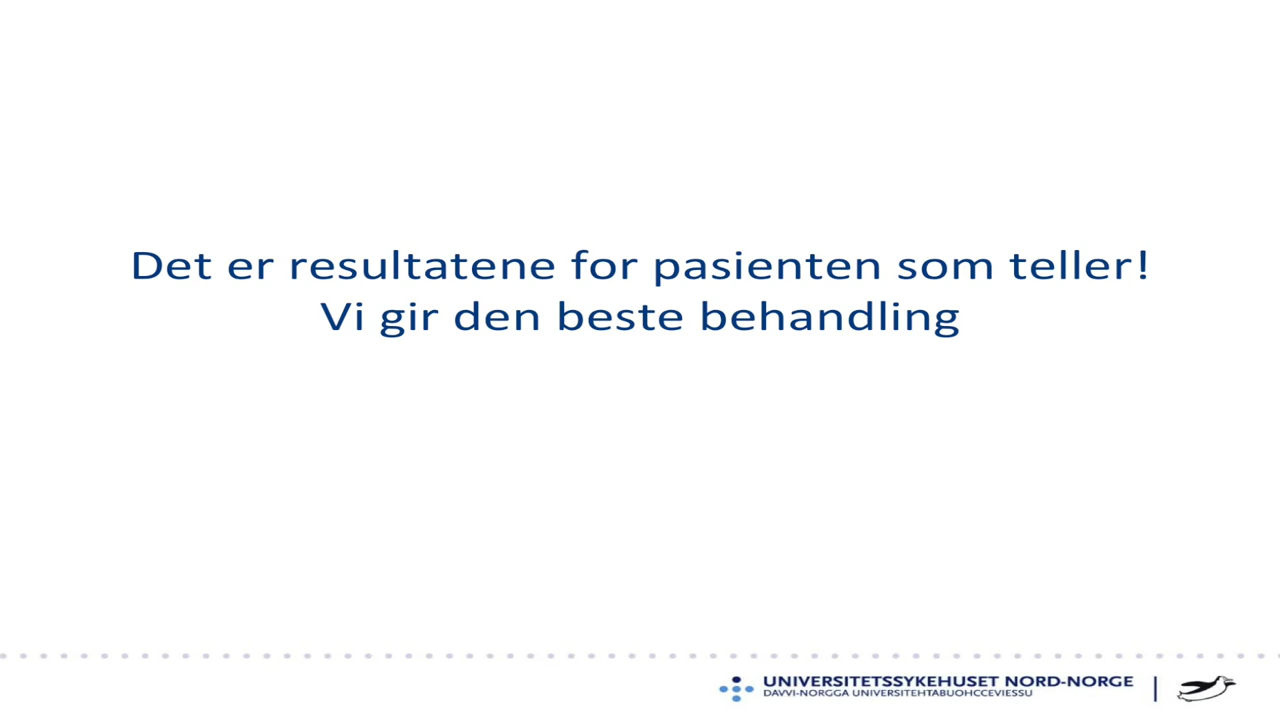 Det er resultatene for pasienten som teller!
Vi gir den beste behandling
UNIVERSITETSSYKEHUSET NORD-NORGE
DAVVI-NORGGA UNIVERSITEHTABUOHCCEVIESSU